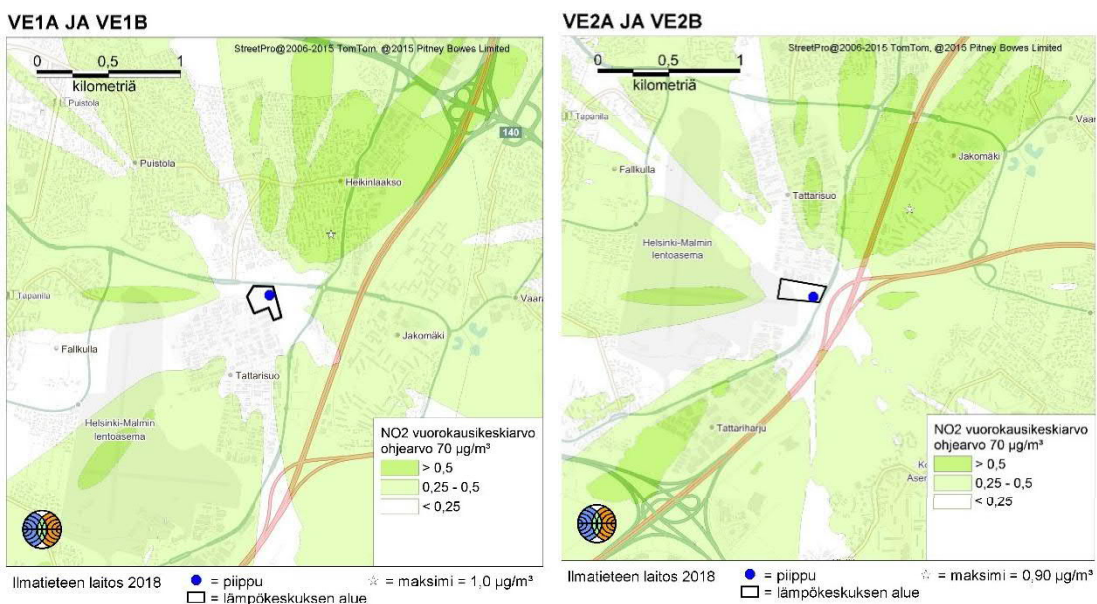 VE1A JA VE1B
StreetPro@2006-2015 TomTom, @2015 Pitney Bowes Limited
0 0,5 1
kilometriä
Puistola
Puistola
140
Heikinlaakso
Tapanila
Fallkulla
Vaara
Jakomäki
Tattarisuo
Helsinki-Malmin
lentoasema
NO2 vuorokausikeskiarvo
ohjearvo 70 µg/m³
> 0,5
0,25 - 0,5
< 0,25
Ilmatieteen laitos 2018
= piippu
= maksimi = 1,0 µg/m³
= lämpökeskuksen alue
VE2A JA VE2B
StreetPro@2006-2015 TomTom, @2015 Pitney Bowes Limited
0 0,5 1
kilometriä
Tapanila
Vaar
Fallkulla
Jakomäki
Tattarisuo
Helsinki-Malmin
lentoasema
Tattariharju
NO2 vuorokausikeskiarvo
ohjearvo 70 µg/m³
> 0,5
0,25 - 0,5
< 0,25
Ilmatieteen laitos 2018
= piippu
= maksimi = 0,90 µg/m³
= lämpökeskuksen alue